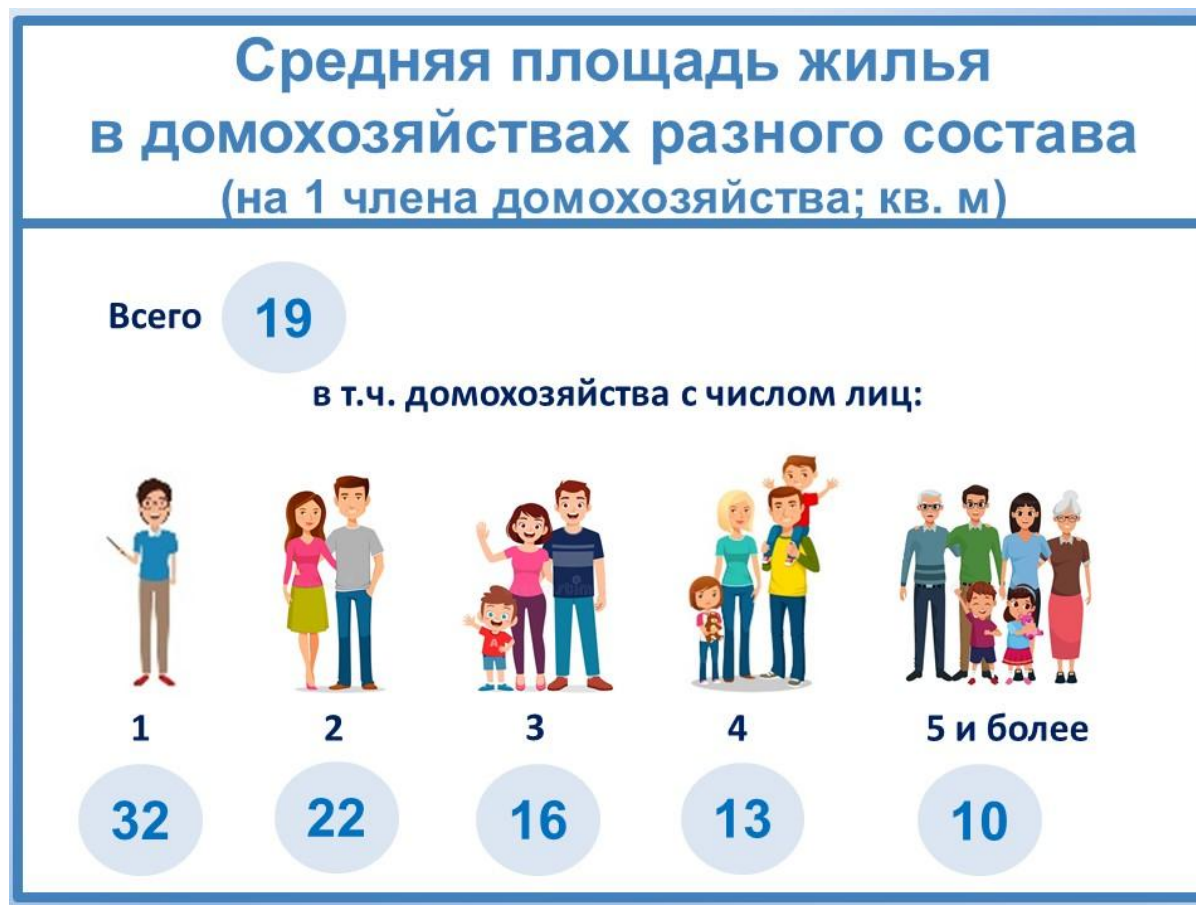 Средняя площадь жилья
в домохозяйствах разного состава
(на 1 члена домохозяйства; кв. м)
Всего 19
в т.ч. домохозяйства с числом лиц:
1 2 3 4 5 и более
32 22 16 13 10